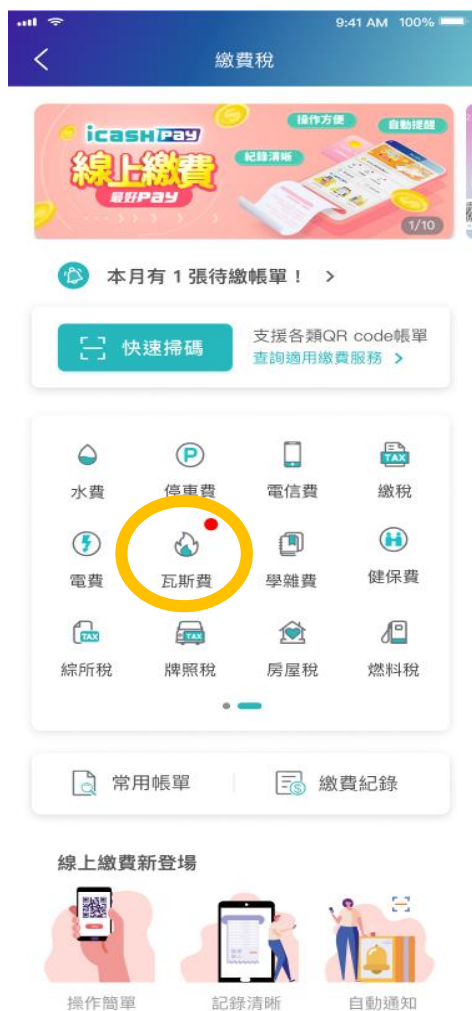 9:41 AM 100%
繳費稅
icash Pay
線上繳費
最好Pay
操作方便
自動提醒
紀錄清晰
1/10
本月有 1 張待繳帳單！ >
快速掃碼
支援各類QR code帳單
查詢適用繳費服務 >
水費
停車費
電信費
繳稅
TAX
P
電費
瓦斯費
學雜費
健保費
綜所稅
牌照稅
房屋稅
燃料稅
TAX
TAX
常用帳單
繳費紀錄
線上繳費新登場
操作簡單
記錄清晰
自動通知